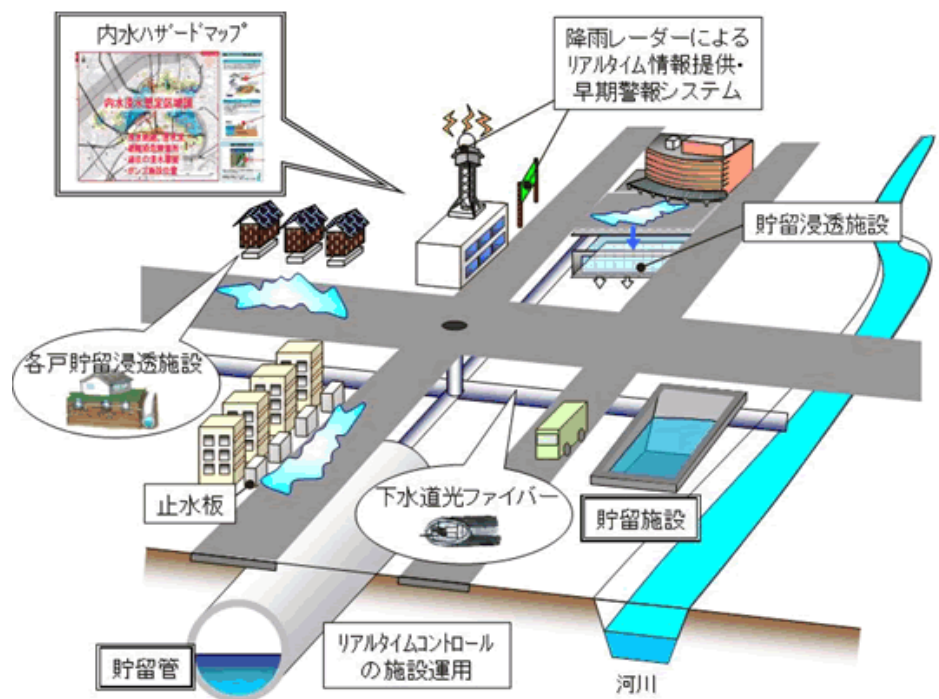 内水ハザードマップ
内水浸水想定区域図
降雨レーダーによる
リアルタイム情報提供・
早期警報システム
貯留浸透施設
各戸貯留浸透施設
止水板
下水道光ファイバー
貯留施設
貯留管
リアルタイムコントロール
の施設運用
河川